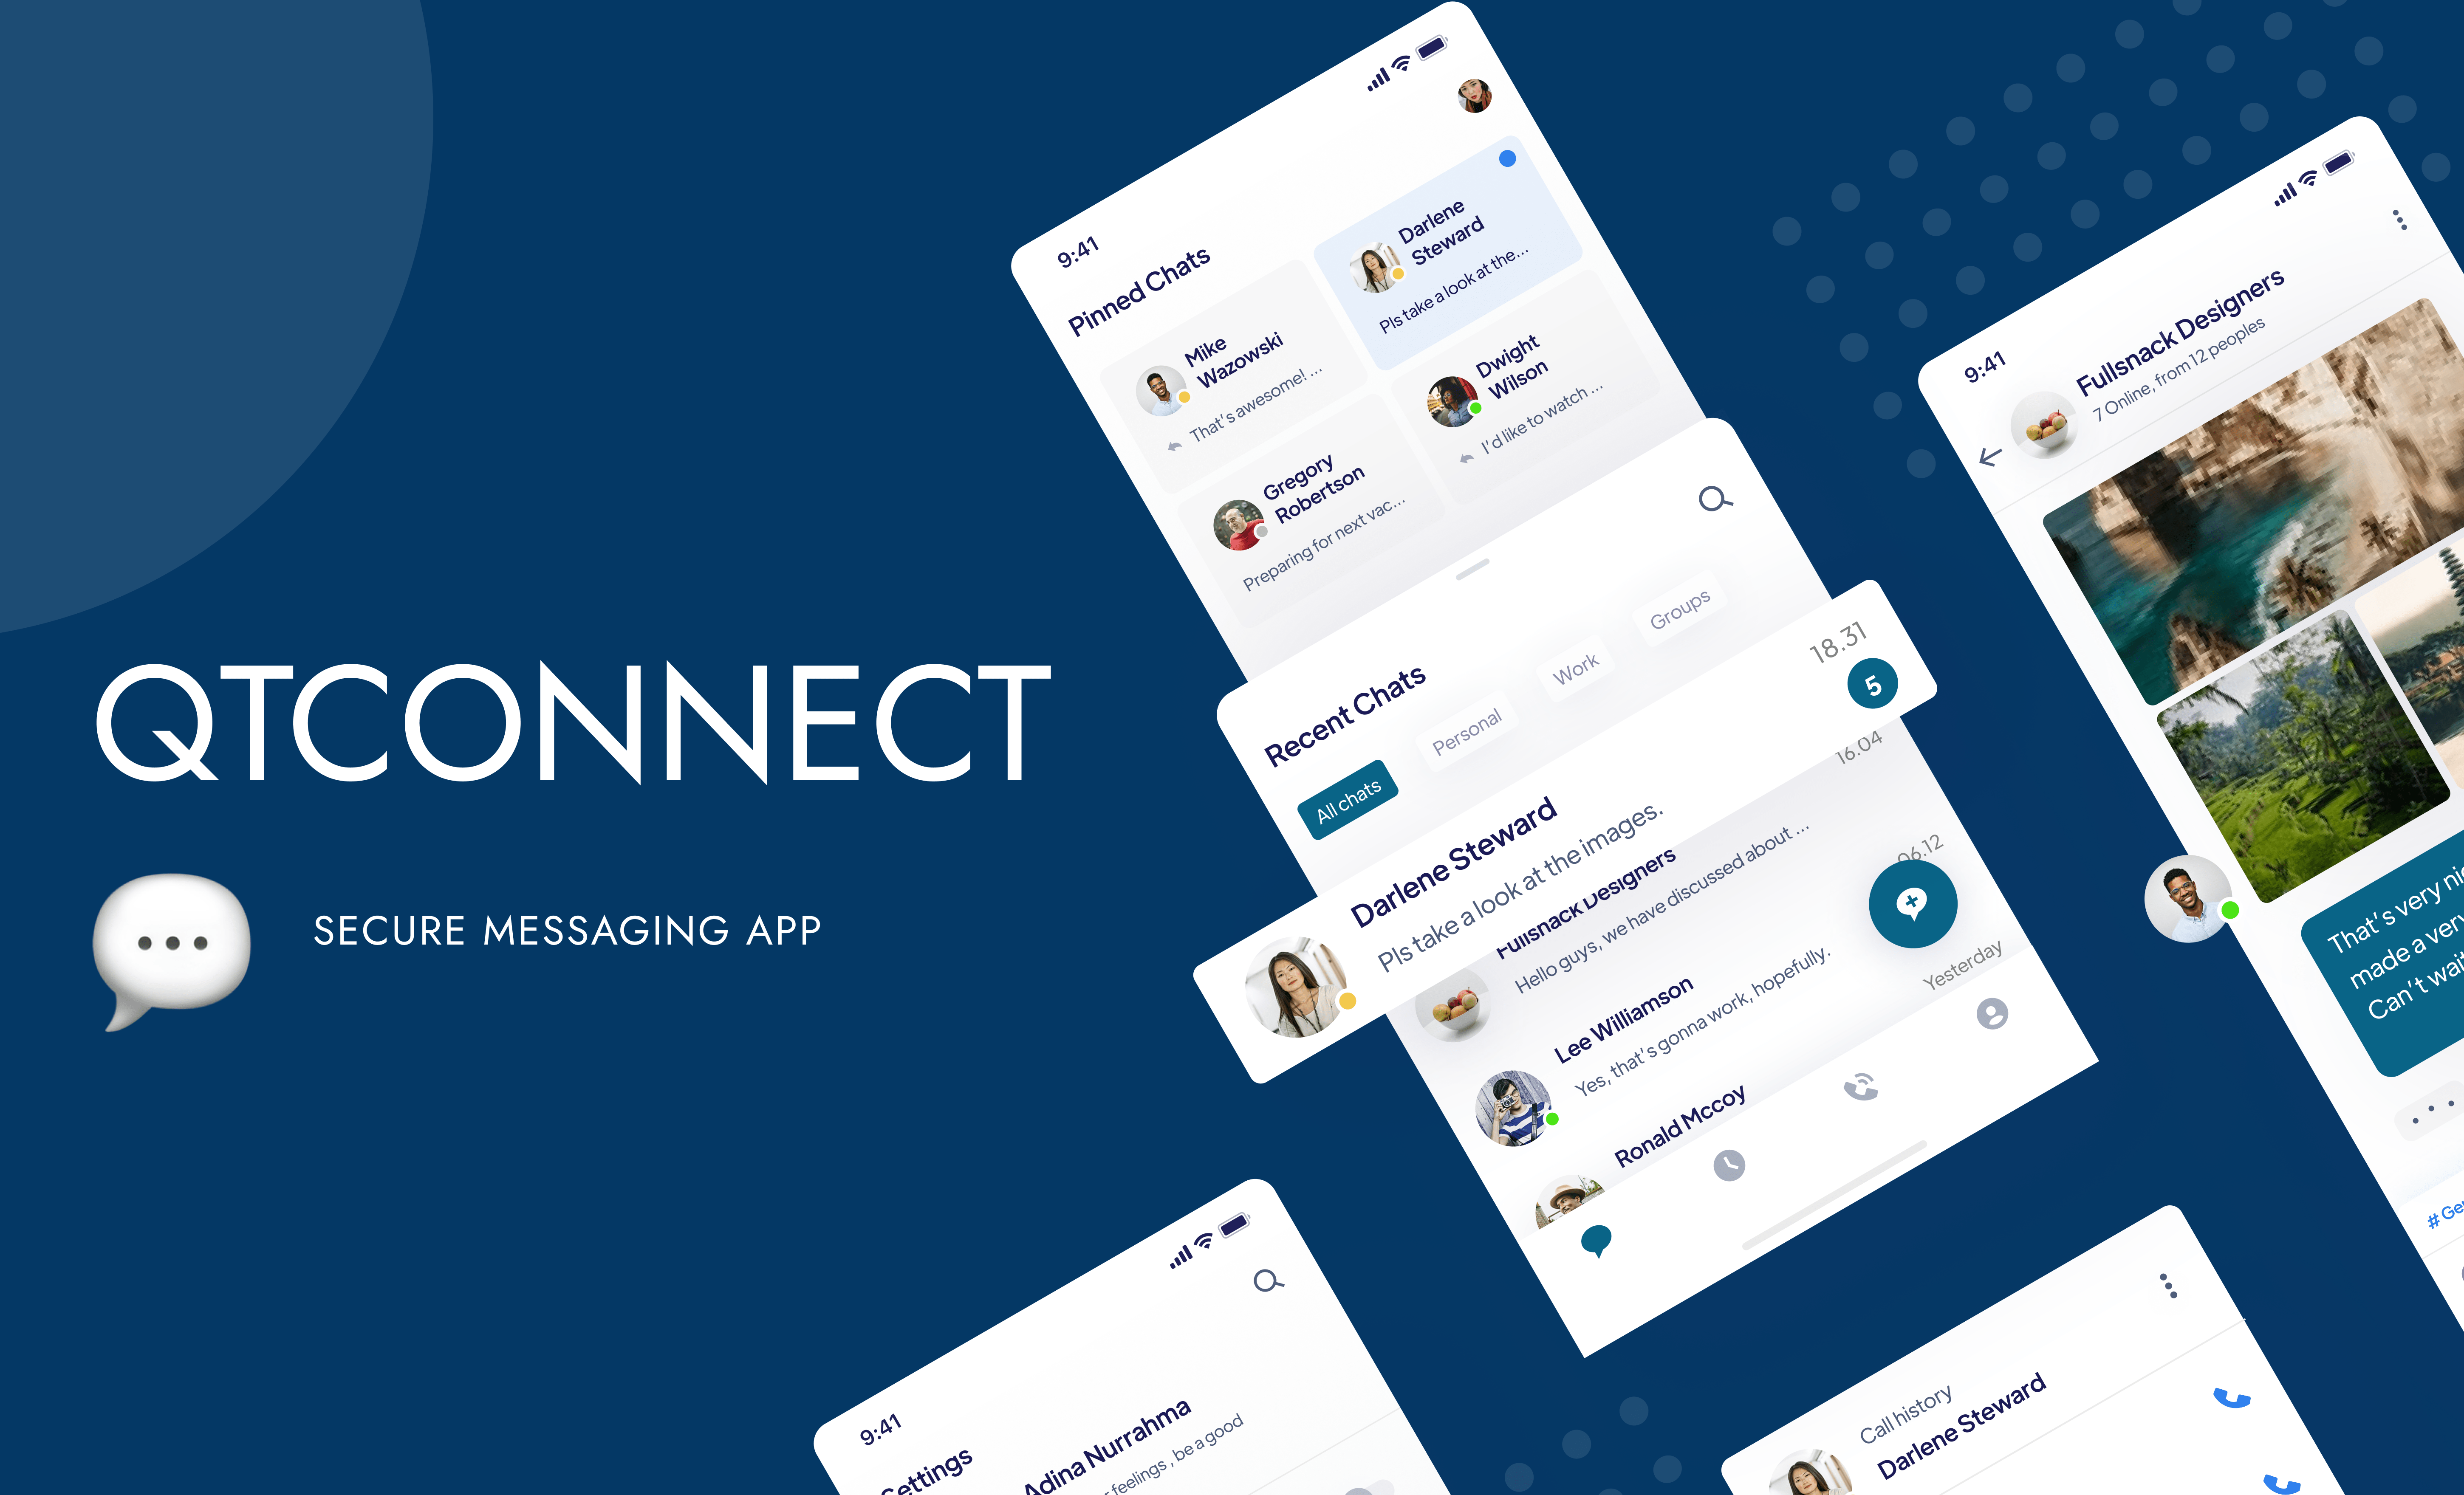 QTCONNECT
SECURE MESSAGING APP
9:41
Pinned Chats
Mike
Wazowski
That's awesome! ...
Darlene
Steward
Pls take a look at the...
Gregory
Robertson
Preparing for next vac...
Dwight
Wilson
I'd like to watch ...
Recent Chats
All chats
Personal
Work
Groups
Darlene Steward
18.31
Pls take a look at the images.
5
Fullsnack Designers
16.04
Hello guys, we have discussed about ...
Lee Williamson
06.12
Yes, that's gonna work, hopefully.
Ronald Mccoy
Yesterday
9:41
Fullsnack Designers
7 Online, from 12 peoples
That's very
made a very
Can't wait
9:41
Settings
Adina Nurrahma
feelings, be a good
Call history
Darlene Steward